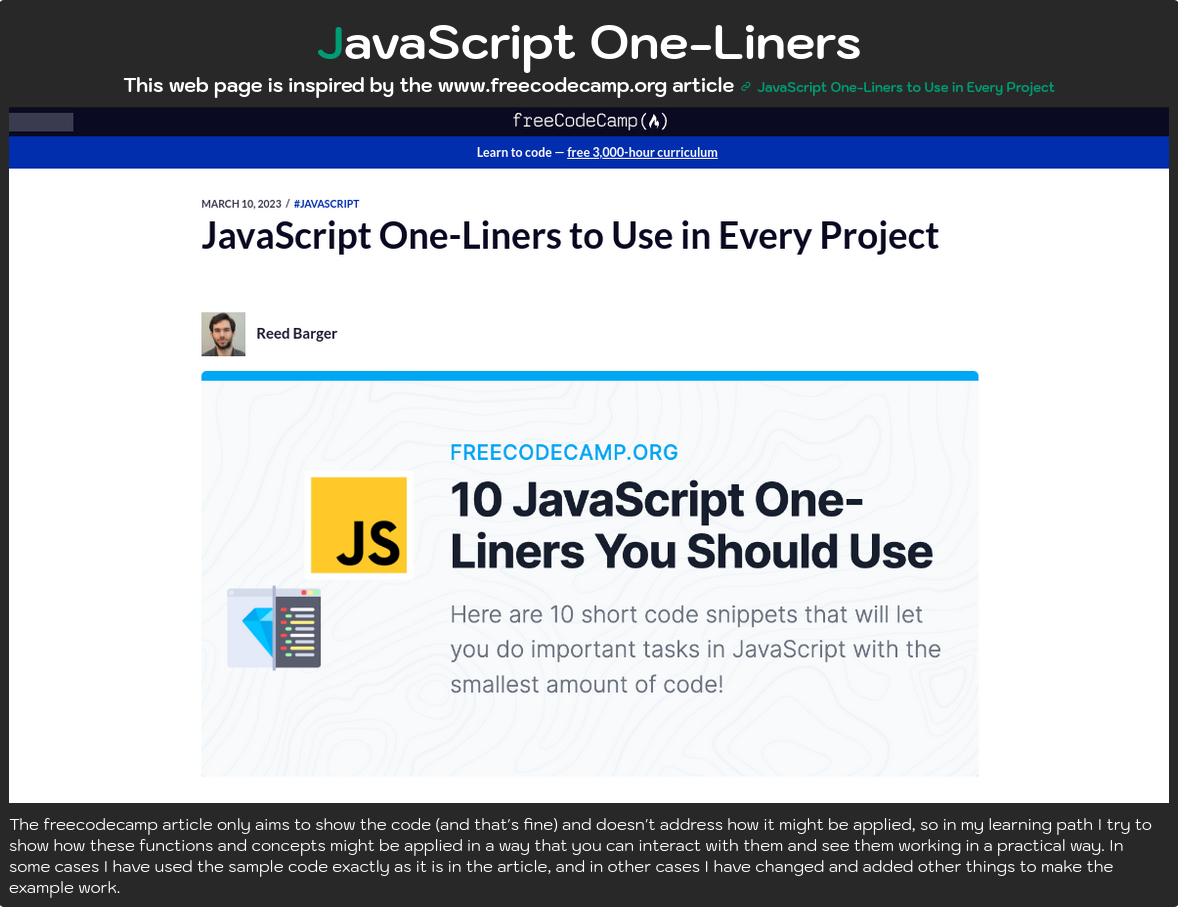 JavaScript One-Liners
This web page is inspired by the www.freecodecamp.org article JavaScript One-Liners to Use in Every Project
freeCodeCamp(🔥)
Learn to code — free 3,000-hour curriculum
MARCH 10, 2023 / #JAVASCRIPT
JavaScript One-Liners to Use in Every Project
Reed Barger
FREECODECAMP.ORG
10 JavaScript One-
Liners You Should Use
JS
Here are 10 short code snippets that will let
you do important tasks in JavaScript with the
smallest amount of code!
The freecodecamp article only aims to show the code (and that's fine) and doesn't address how it might be applied, so in my learning path I try to
show how these functions and concepts might be applied in a way that you can interact with them and see them working in a practical way. In
some cases I have used the sample code exactly as it is in the article, and in other cases I have changed and added other things to make the
example work.